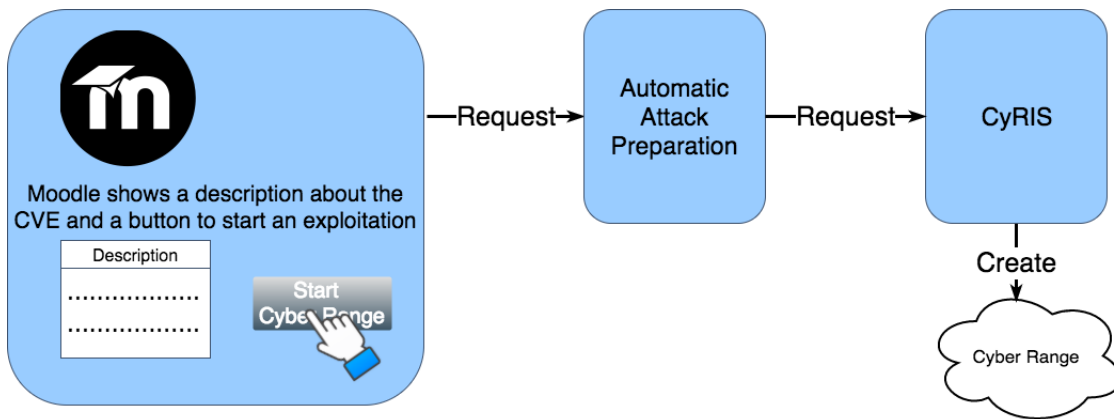 m
Moodle shows a description about the
CVE and a button to start an exploitation
Description
Start
Cyber Range
Request
Automatic
Attack
Preparation
Request
CyRIS
Create
Cyber Range